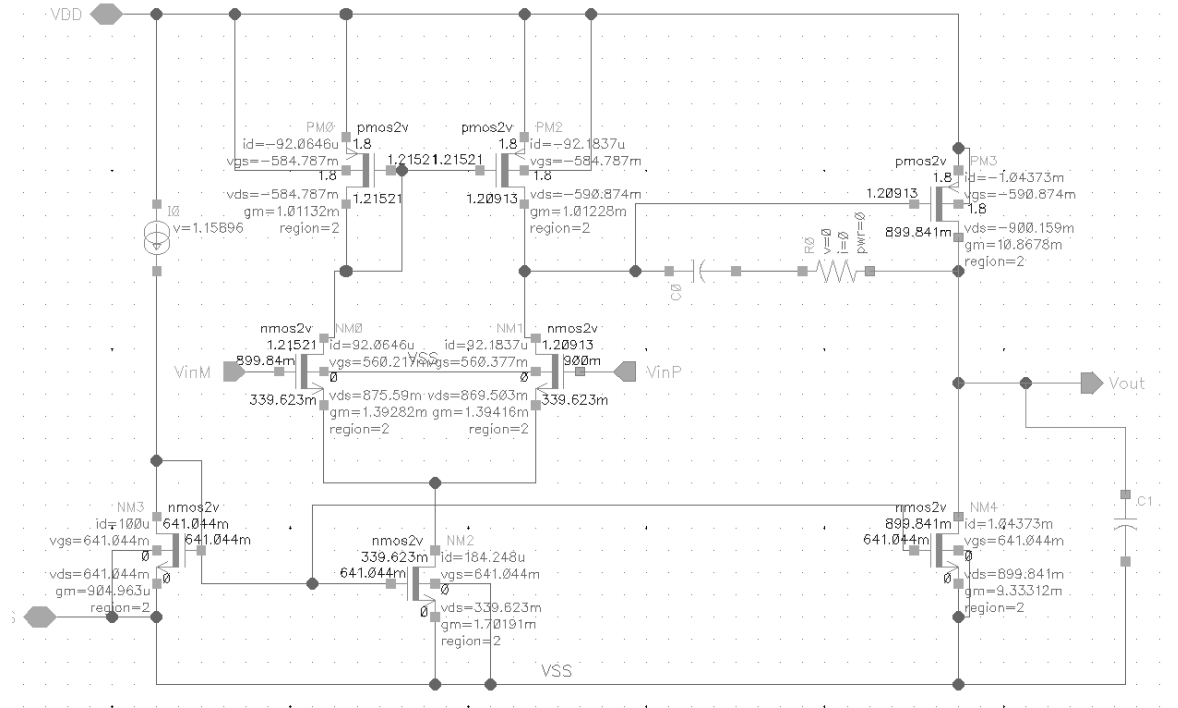 VDD
PM0
pmos2v
id=-92.0646u
1.8
vgs=-584.787m
1.8
1.21521
vds=-584.787m
1.21521
gm=1.01132m
region=2
pmos2v
PM2
1.8
id=-92.1837u
vgs=-584.787m
1.21521
1.8
vds=-590.874m
1.20913
gm=1.01228m
region=2
pmos2v
PM3
1.8
id=-1.04373m
vgs=-590.874m
1.20913
1.8
vds=-900.159m
899.841m
gm=10.8678m
region=2
I0
v=1.15896
C0
R0
v=0
i=0
pwr=0
nmos2v
NM0
1.21521
id=92.0646u
899.84m
vgs=560.217m
VinM
0
vds=875.59m
339.623m
gm=1.39282m
region=2
VSS
NM1
nmos2v
id=92.1837u
1.20913
vgs=560.377m
900m
VinP
0
vds=869.503m
339.623m
gm=1.39416m
region=2
Vout
C1
NM3
nmos2v
id=100u
641.044m
vgs=641.044m
641.044m
0
vds=641.044m
0
gm=904.963u
region=2
nmos2v
NM2
339.623m
id=184.248u
641.044m
vgs=641.044m
0
vds=339.623m
0
gm=1.70191m
region=2
nmos2v
NM4
899.841m
id=1.04373m
641.044m
vgs=641.044m
0
vds=899.841m
0
gm=9.33312m
region=2
VSS